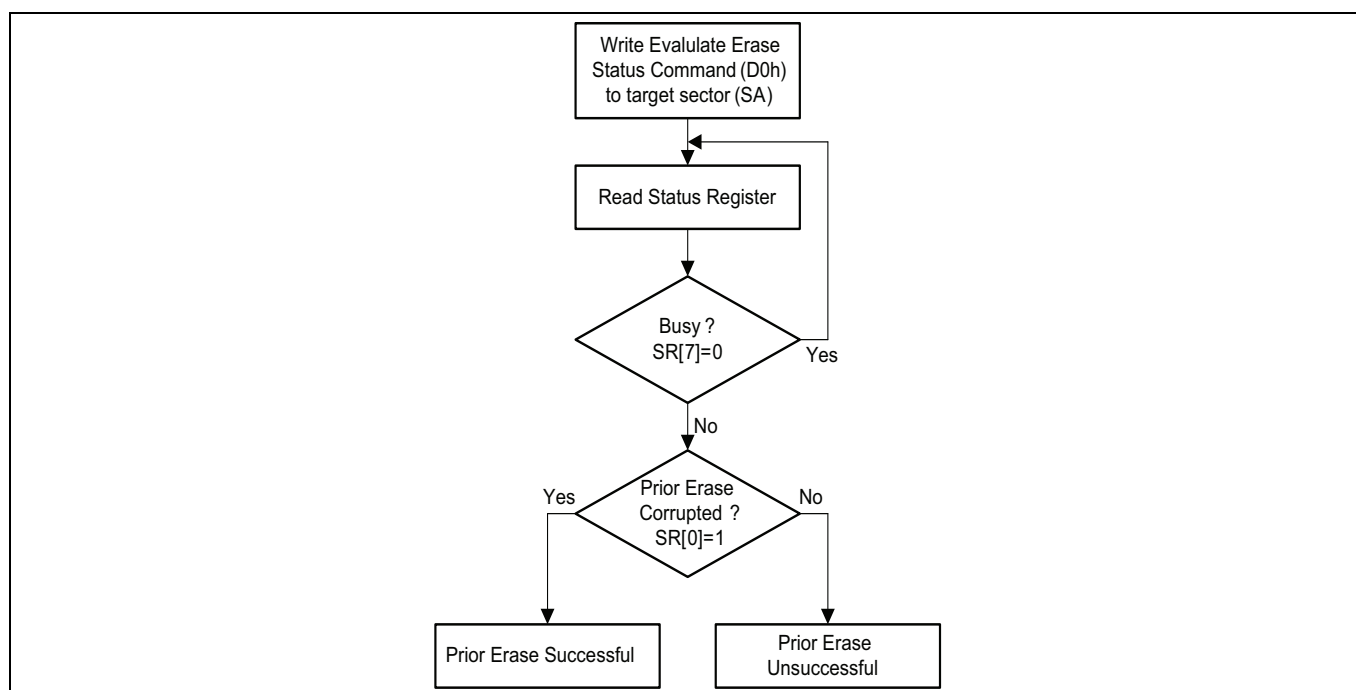 Write Evalulate Erase
Status Command (D0h)
to target sector (SA)
Read Status Register
Busy ?
SR[7]=0
Yes
No
Prior Erase
Corrupted ?
SR[0]=1
Yes
No
Prior Erase Successful
Prior Erase
Unsuccessful